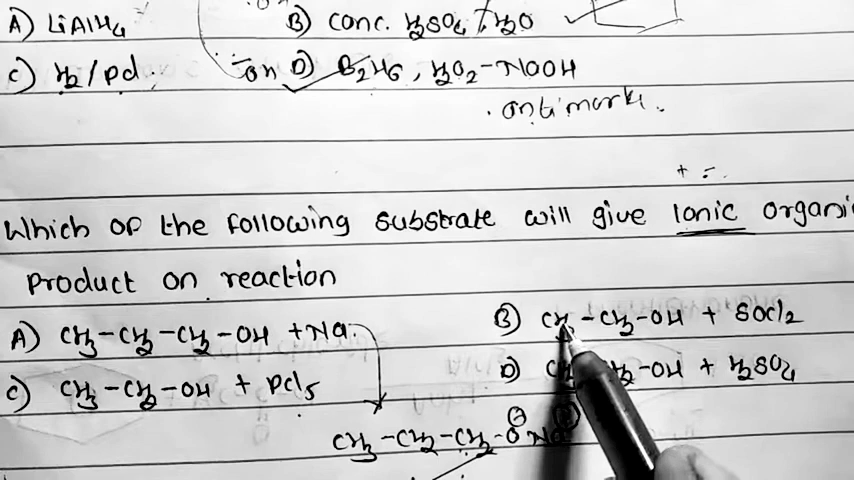 A) LiAlH4 B) conc. H2SO4, H2O
C) H2/pd. D) B2H6, H2O2-NaOH
. antimark.
+ -
Which of the following substrate will give Ionic organi
product on reaction
A) CH3-CH2-CH2-OH + Na. B) CH3-CH2-OH + SOCl2
C) CH3-CH2-OH + PCl5 D) CH2-OH + H2SO4
CH3-CH2-CH2-O Na